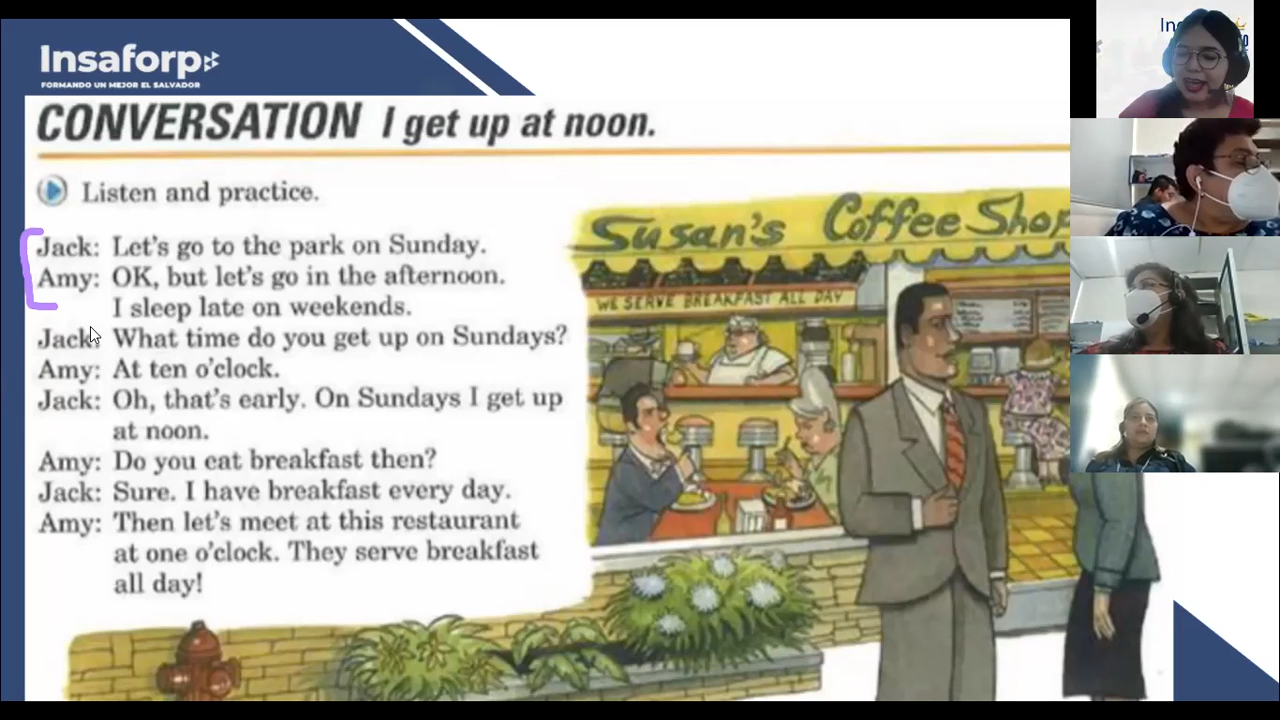 Insaforp
FORMANDO UN MEJOR EL SALVADOR
CONVERSATION I get up at noon.
Listen and practice.
Jack: Let's go to the park on Sunday.
Amy: OK, but let's go in the afternoon.
I sleep late on weekends.
Jack: What time do you get up on Sundays?
Amy: At ten o'clock.
Jack: Oh, that's early. On Sundays I get up
at noon.
Amy: Do you eat breakfast then?
Jack: Sure. I have breakfast every day.
Amy: Then let's meet at this restaurant
at one o'clock. They serve breakfast
all day!
Susan's Coffee Shop
WE SERVE BREAKFAST ALL DAY